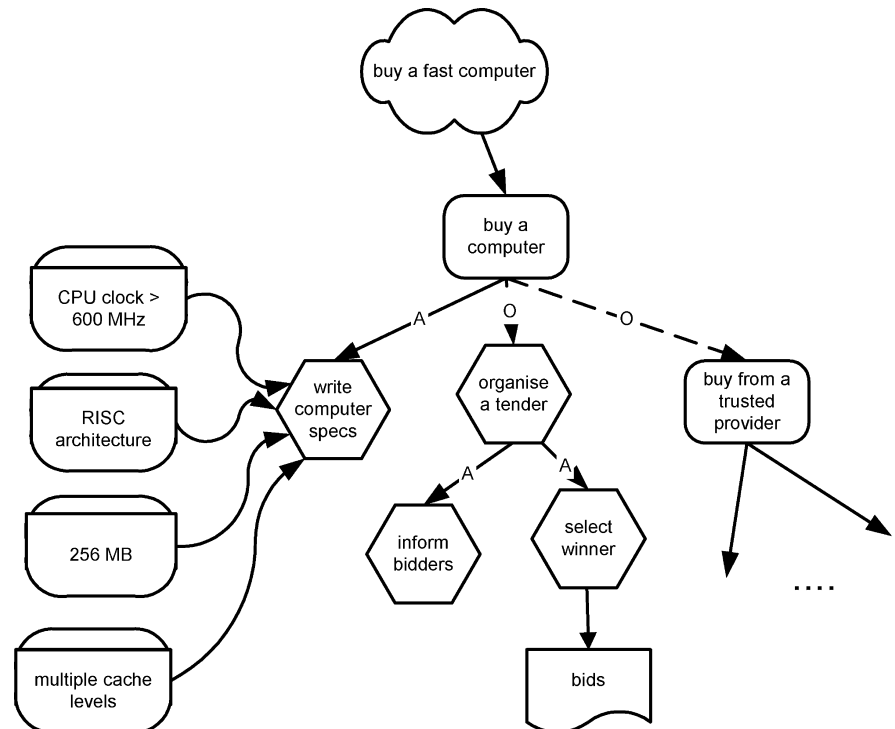 buy a fast computer
buy a
computer
A
O
O
CPU clock >
600 MHz
write
computer
specs
organise
a tender
buy from a
trusted
provider
RISC
architecture
A
A
256 MB
inform
bidders
select
winner
....
multiple cache
levels
bids